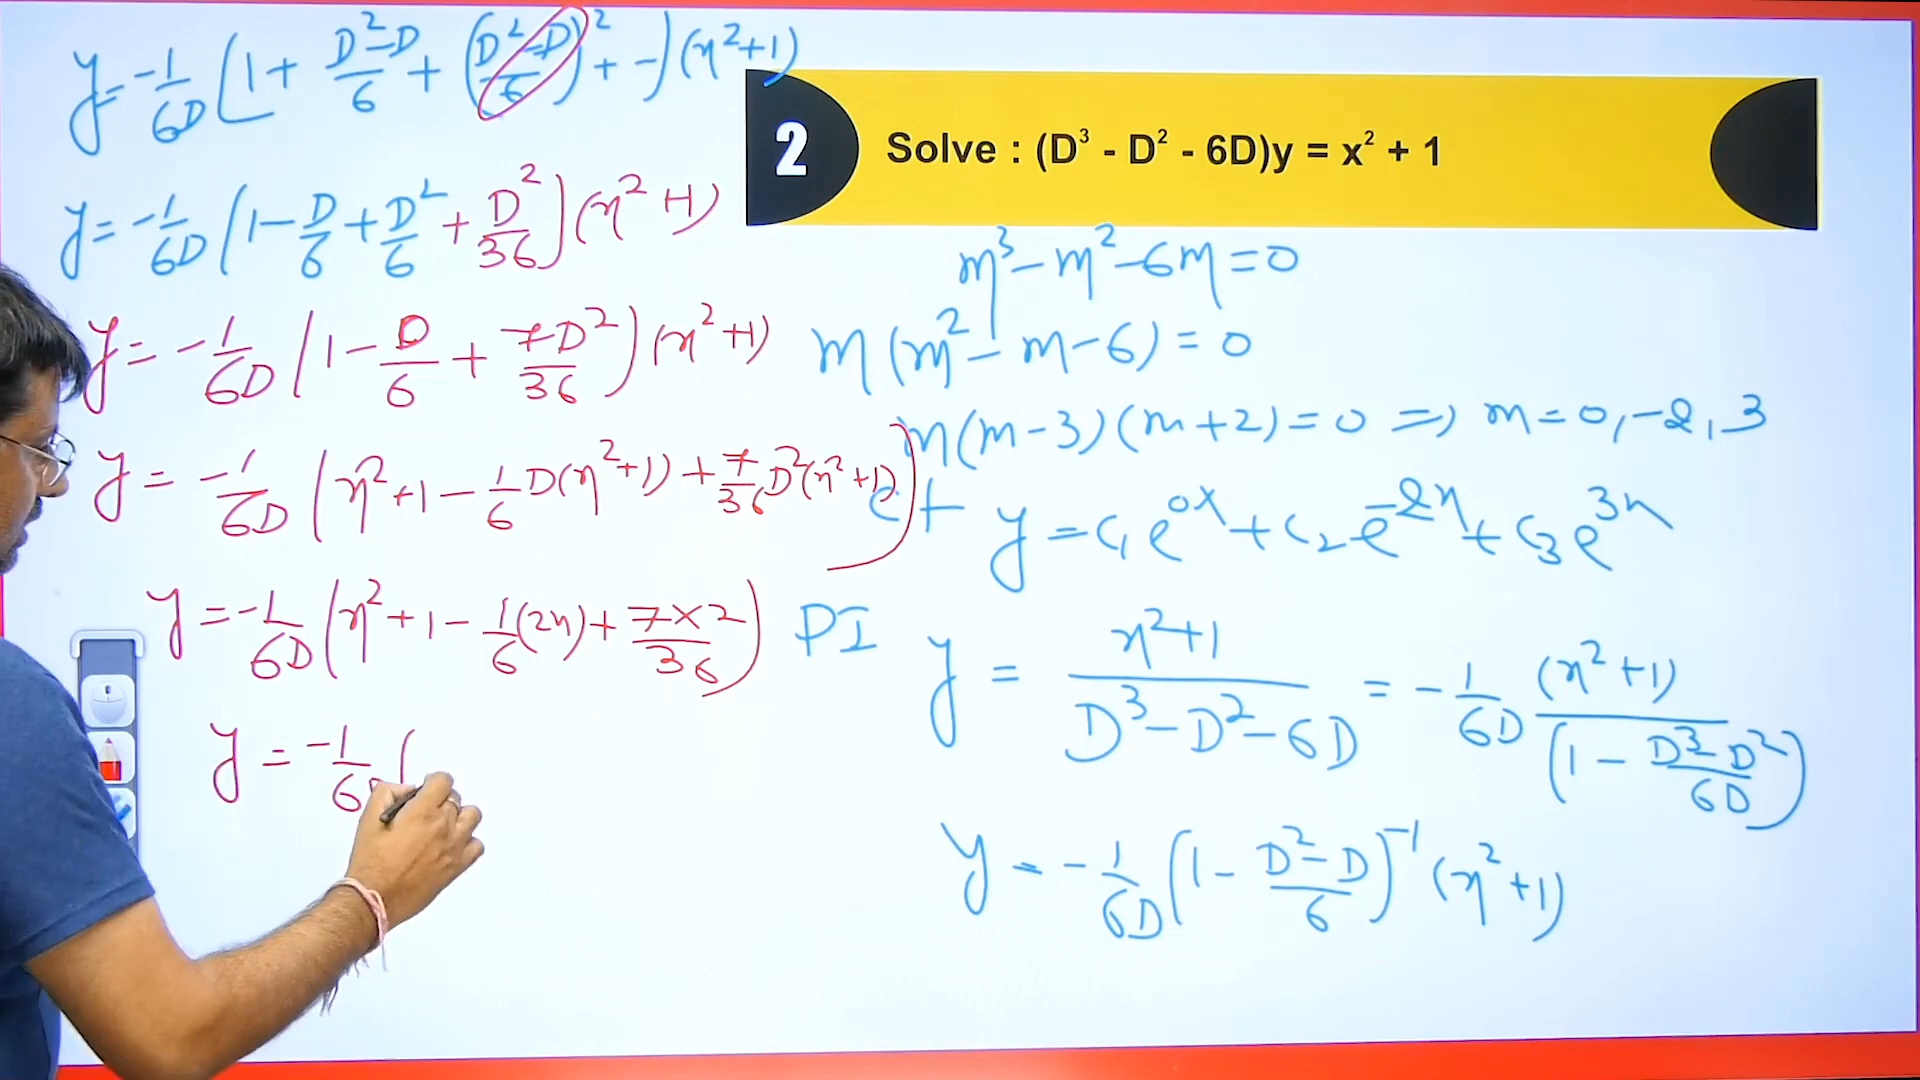 y = -1/6D [1 + D²-D/6 + (D²-D/6)² + -] (x²+1)
y = -1/6D [1 - D/6 + D²/6 + D²/36] (x²+1)
y = -1/6D [1 - D/6 + 7D²/36] (x²+1)
y = -1/6D [x²+1 - 1/6 D(x²+1) + 7/36 D²(x²+1)]
y = -1/6D [x²+1 - 1/6 (2x) + 7×2/36]
y = -1/6D [
2
Solve : (D³ - D² - 6D)y = x² + 1
m³ - m² - 6m = 0
m(m² - m - 6) = 0
m(m-3)(m+2) = 0 ⇒ m = 0, -2, 3
CF y = C₁e⁰ˣ + C₂e⁻²ˣ + C₃e³ˣ
PI y = x²+1 / D³-D²-6D = -1/6D (x²+1) / (1 - D³-D²/6D)
y = -1/6D [1 - D²-D/6]⁻¹ (x²+1)